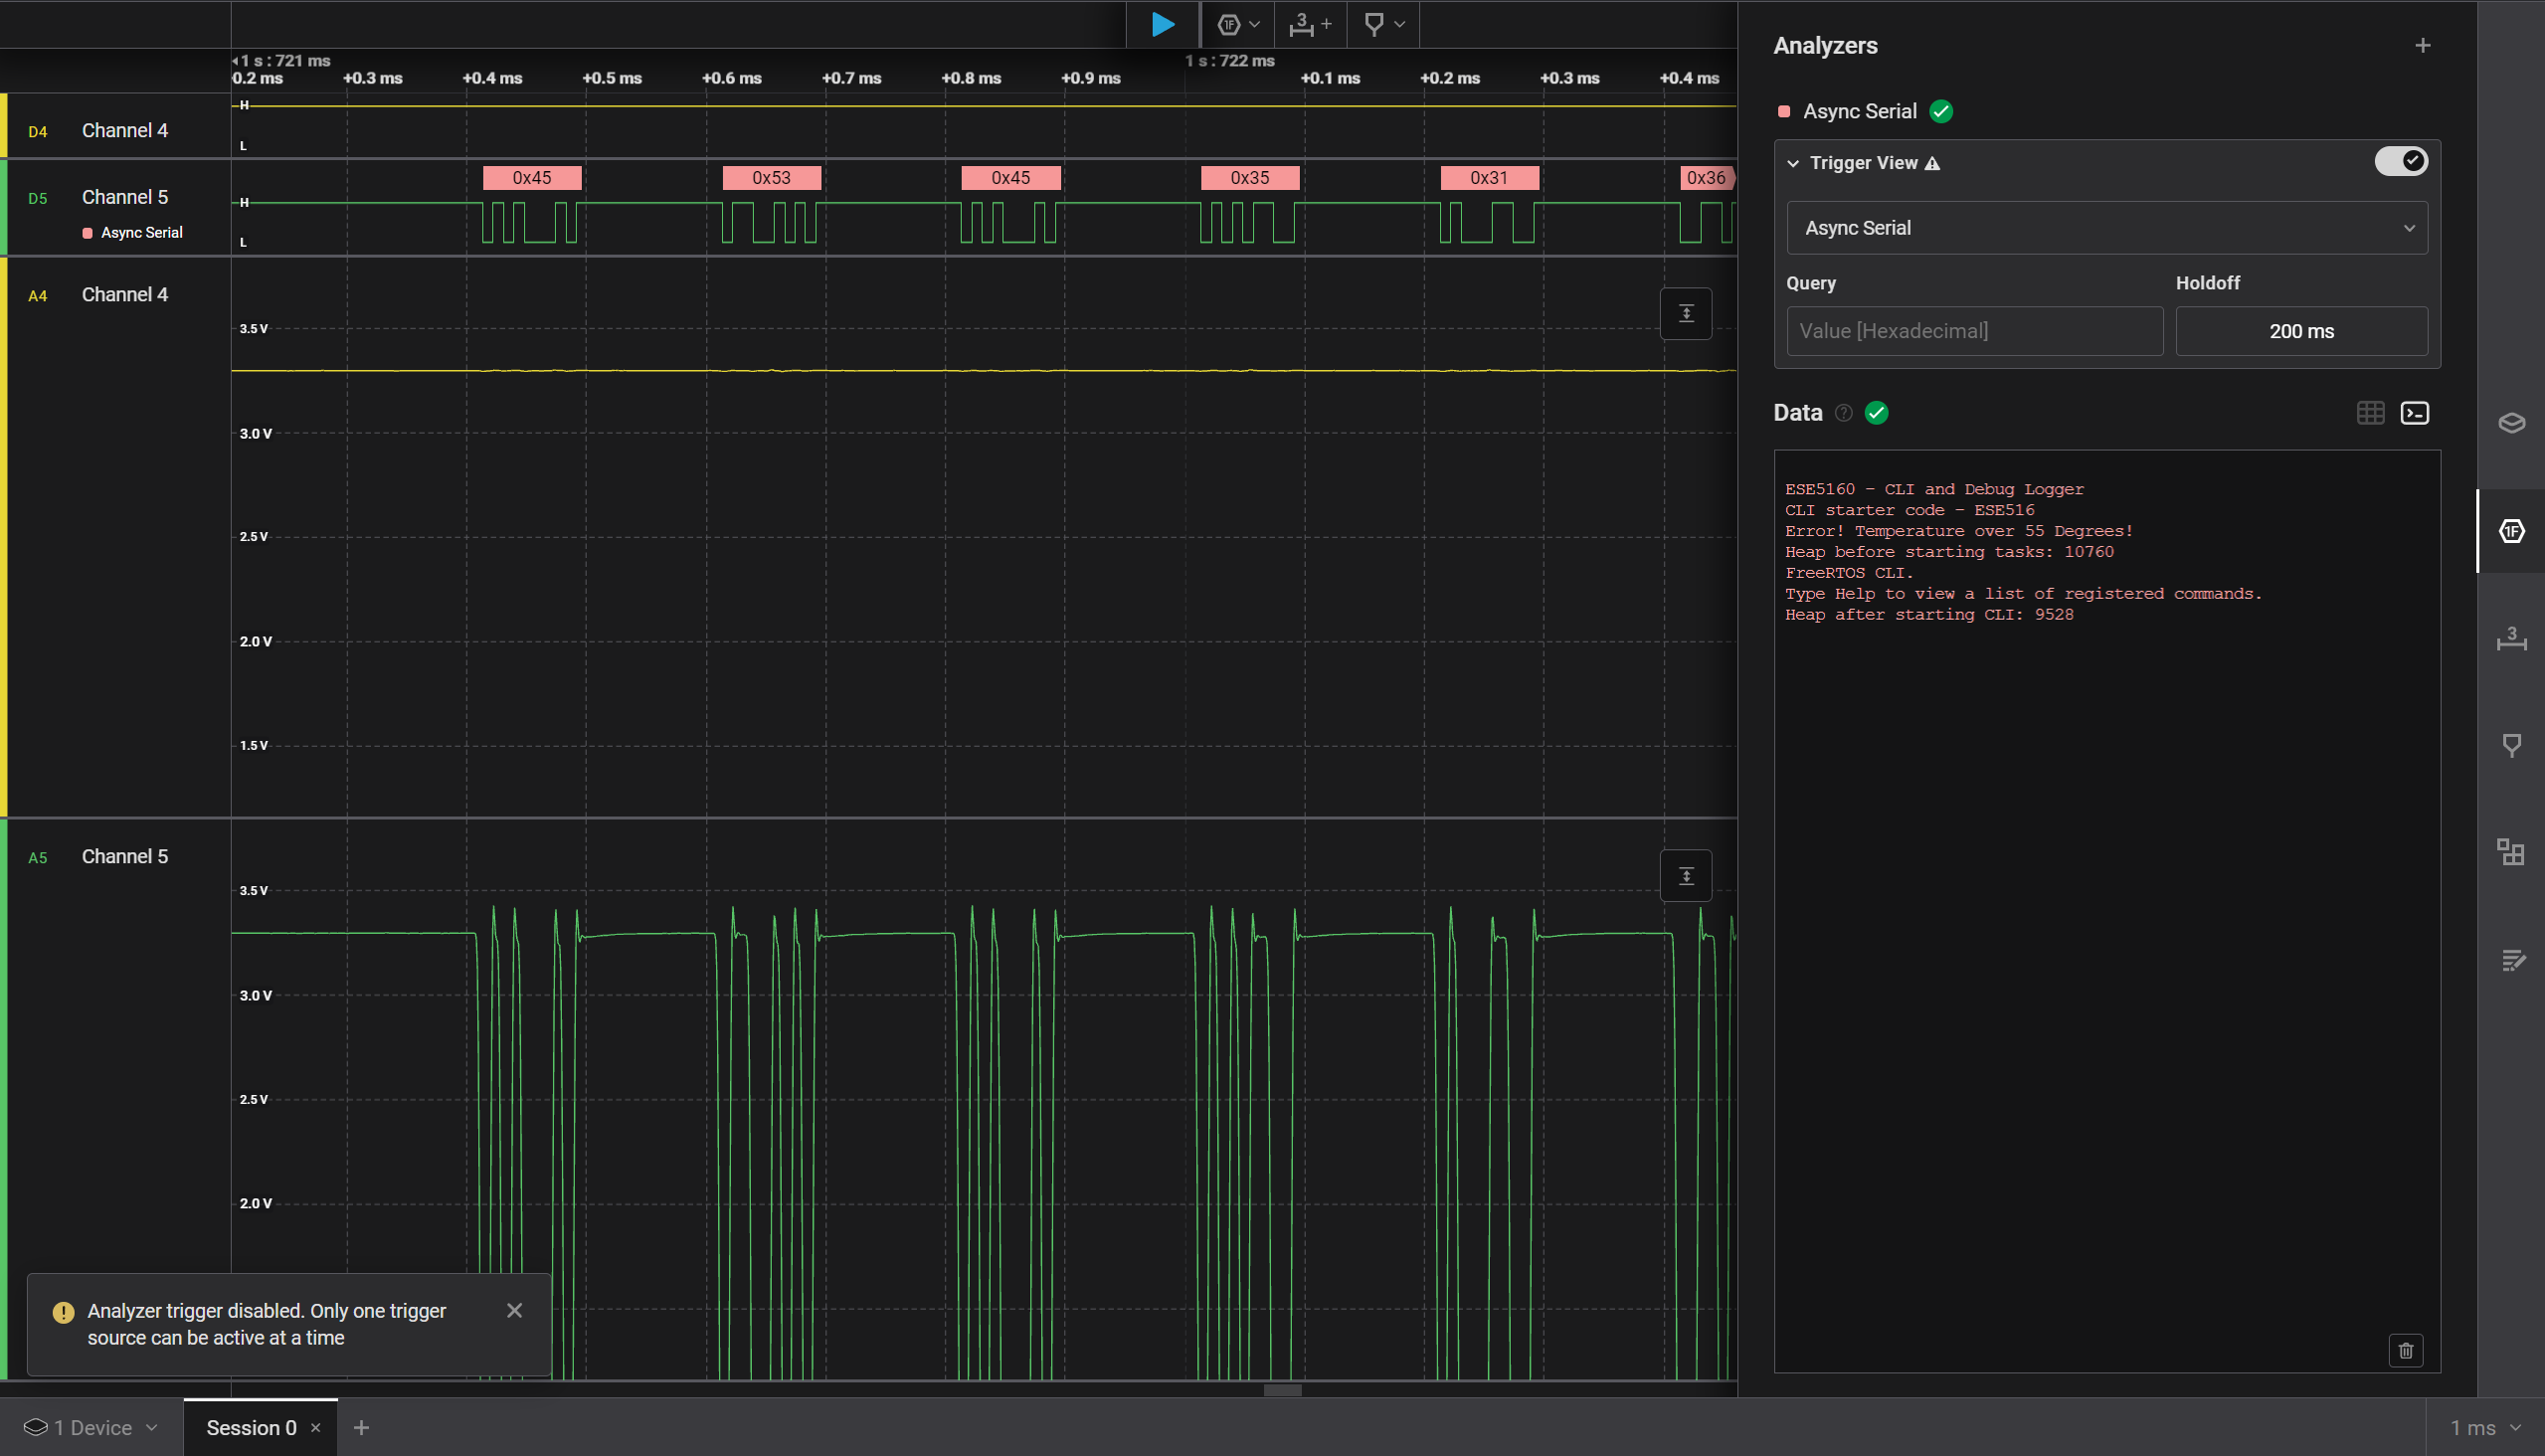 1 s : 721 ms
1 s : 722 ms
0.2 ms
+0.3 ms
+0.4 ms
+0.5 ms
+0.6 ms
+0.7 ms
+0.8 ms
+0.9 ms
+0.1 ms
+0.2 ms
+0.3 ms
+0.4 ms
1F
3
D4
Channel 4
H
L
D5
Channel 5
Async Serial
H
L
0x45
0x53
0x45
0x35
0x31
0x36
A4
Channel 4
3.5 V
3.0 V
2.5 V
2.0 V
1.5 V
A5
Channel 5
3.5 V
3.0 V
2.5 V
2.0 V
Analyzer trigger disabled. Only one trigger
source can be active at a time
Analyzers
Async Serial
Trigger View
Async Serial
Query
Holdoff
Value [Hexadecimal]
200 ms
Data
ESE5160 - CLI and Debug Logger
CLI starter code - ESE516
Error! Temperature over 55 Degrees!
Heap before starting tasks: 10760
FreeRTOS CLI.
Type Help to view a list of registered commands.
Heap after starting CLI: 9528
1F
3
1 Device
Session 0
1 ms